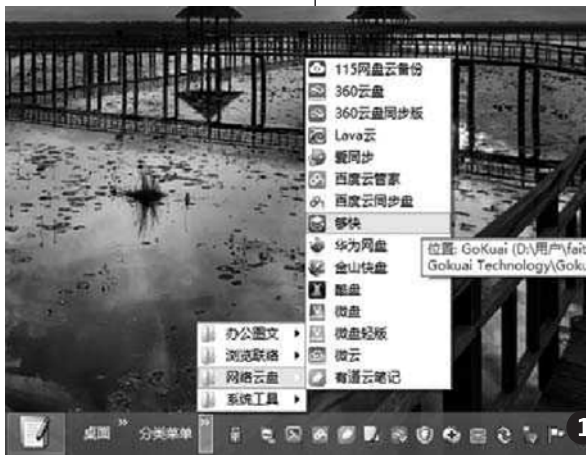 115网盘云备份
360云盘
360云盘同步版
Lava云
爱同步
百度云管家
百度云同步盘
够快
华为网盘
位置: GoKuai (D:\用户\fait
Gokuai Technology\Goku
金山快盘
酷盘
微盘
微盘轻版
微云
有道云笔记
办公图文
浏览联络
网络云盘
系统工具
桌面 »
分类菜单 »
1